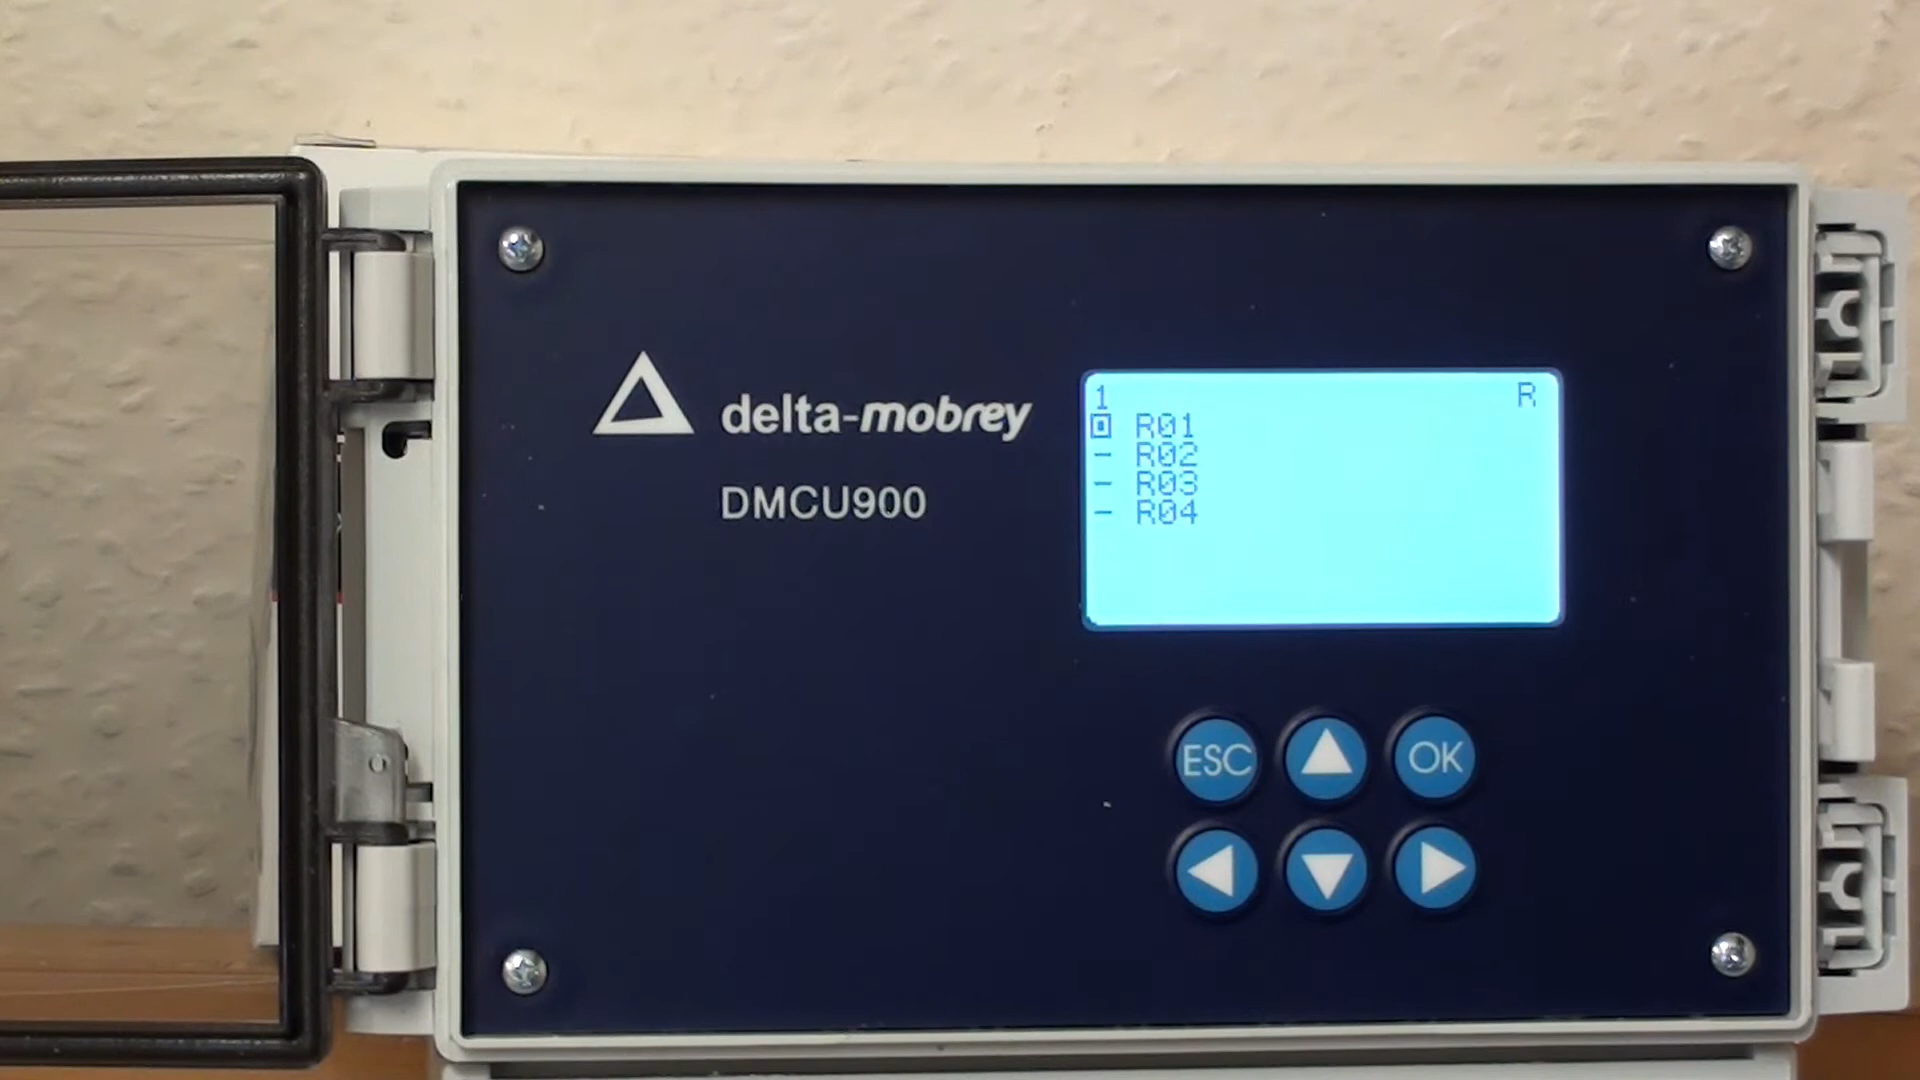 delta-mobrey
DMCU900
1 R
R01
- R02
- R03
- R04
ESC
OK